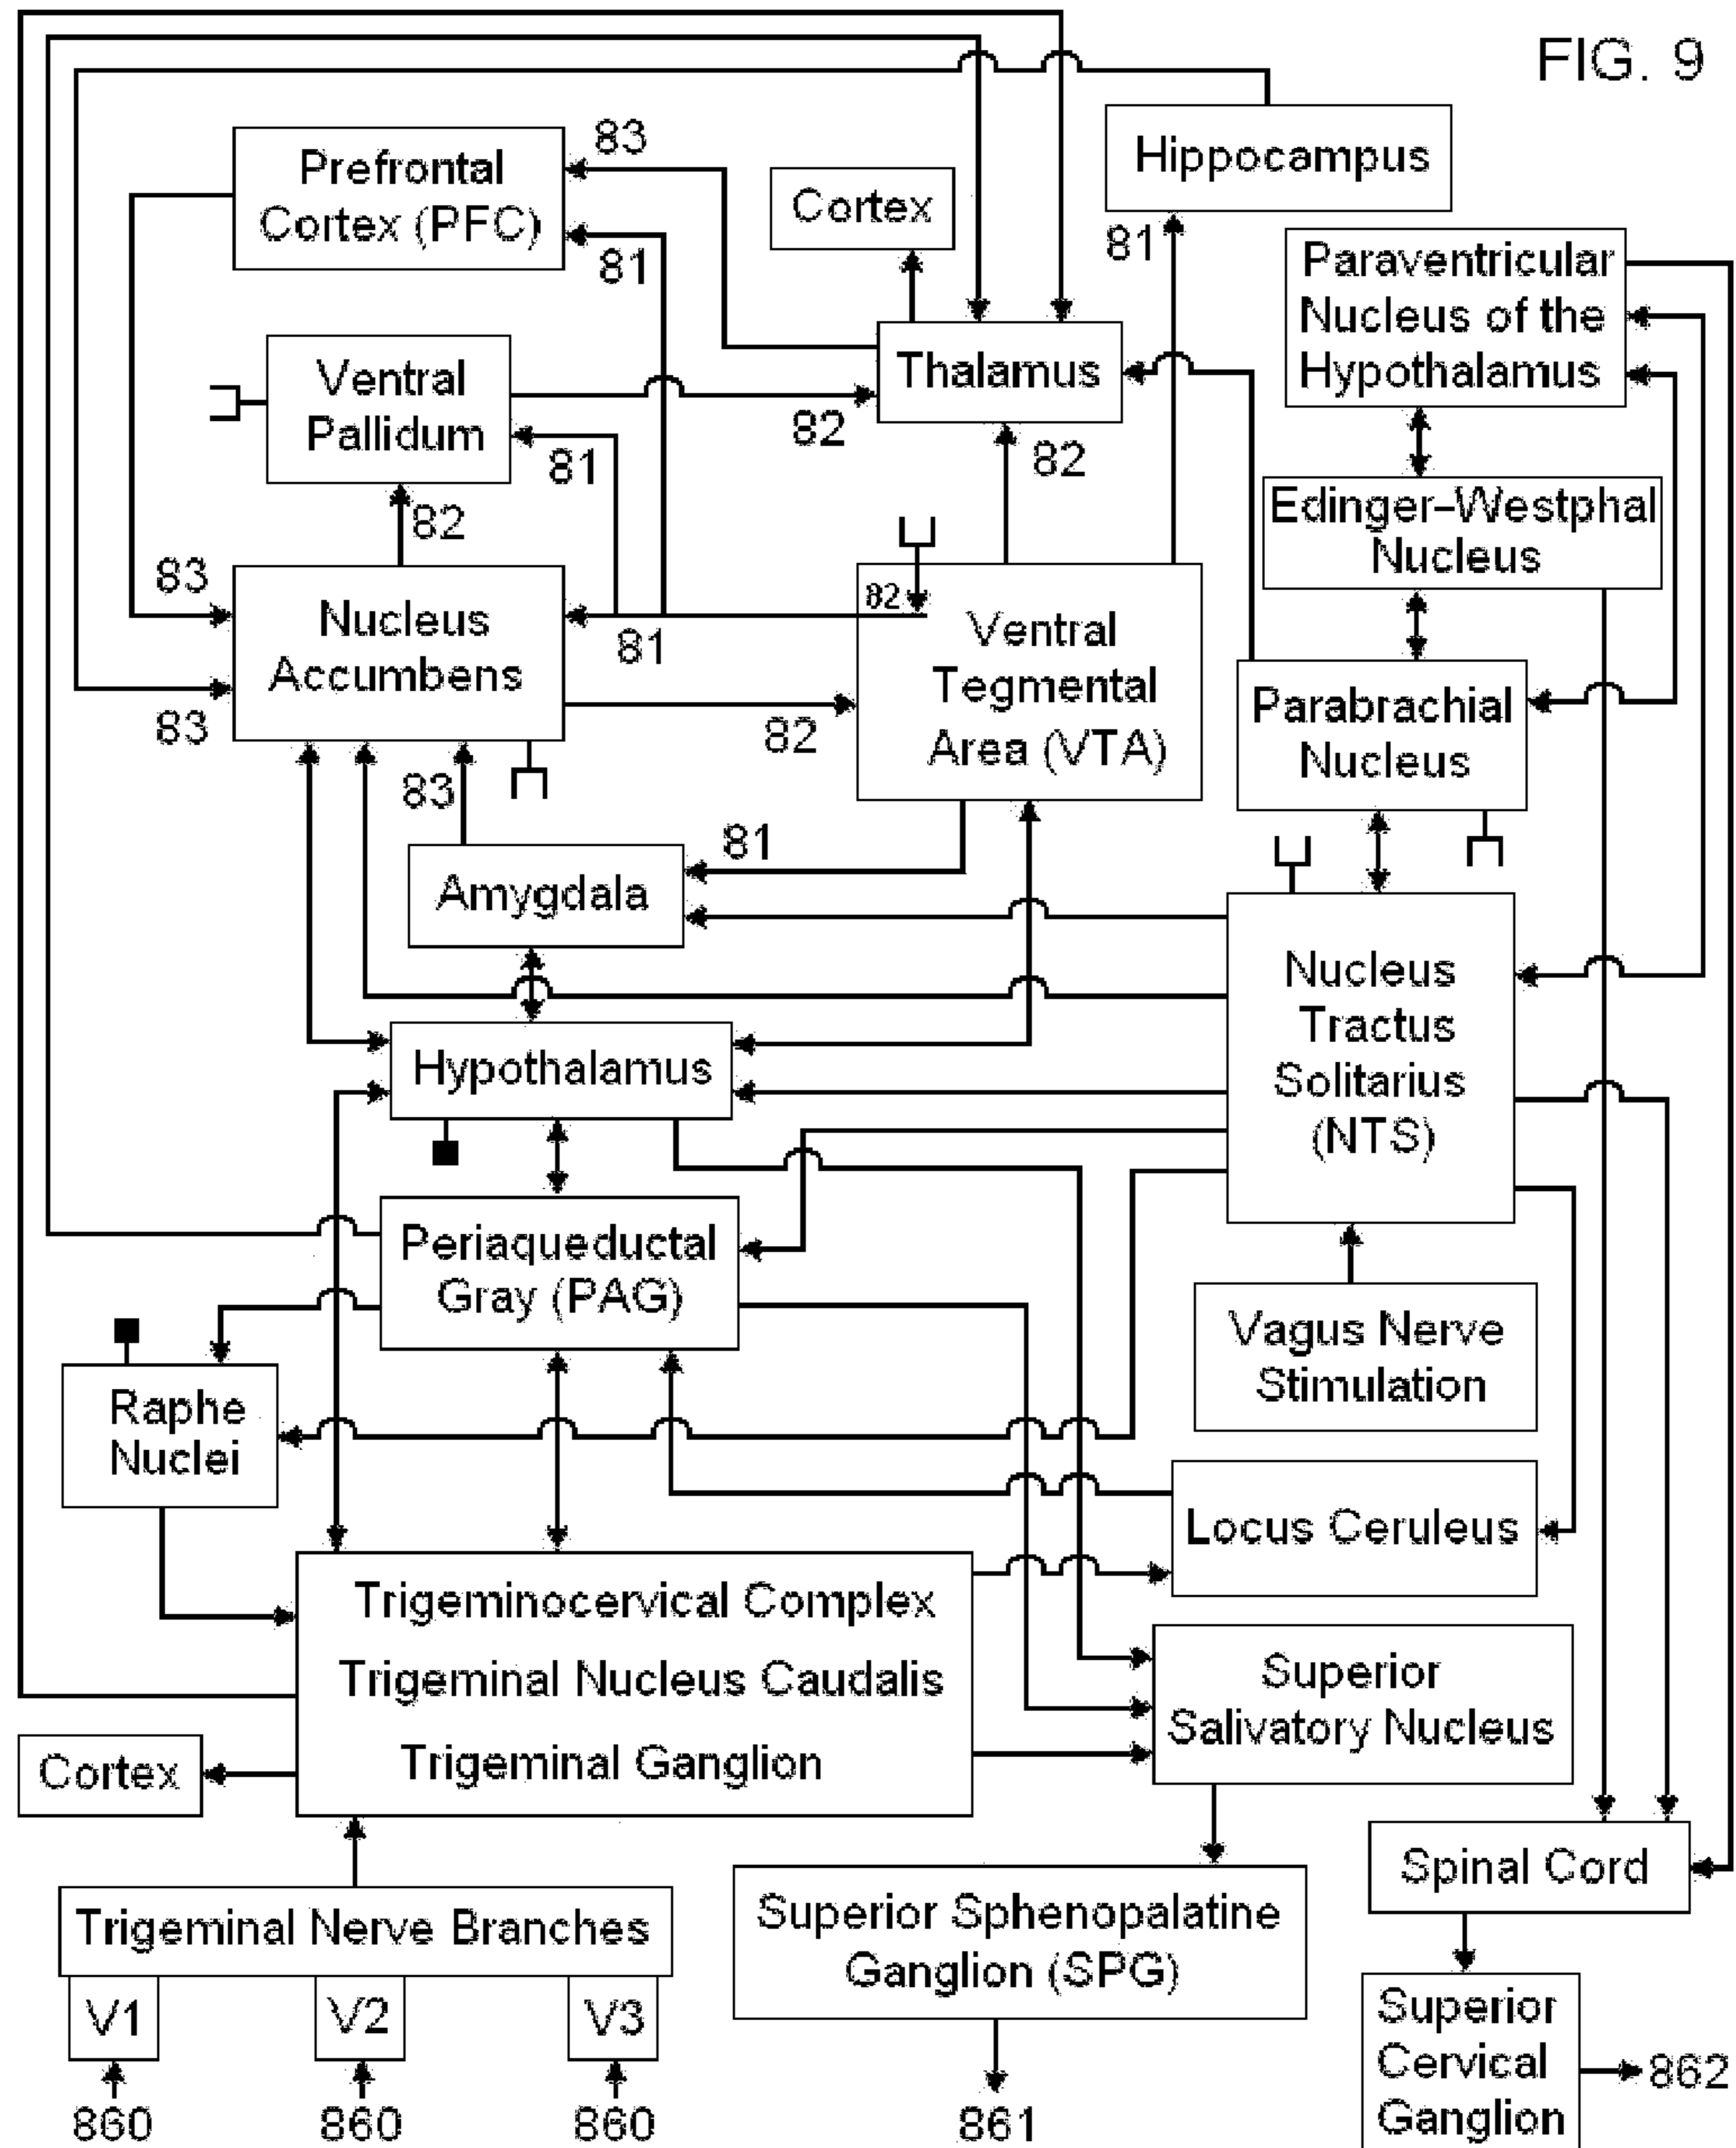 FIG. 9
Prefrontal
Cortex (PFC)
83
81
Cortex
Hippocampus
81
Paraventricular
Nucleus of the
Hypothalamus
Ventral
Pallidum
81
82
Thalamus
82
82
Edinger–Westphal
Nucleus
83
Nucleus
Accumbens
83
81
82
82
Ventral
Tegmental
Area (VTA)
Parabrachial
Nucleus
83
81
Amygdala
Nucleus
Tractus
Solitarius
(NTS)
Hypothalamus
Periaqueductal
Gray (PAG)
Vagus Nerve
Stimulation
Raphe
Nuclei
Locus Ceruleus
Trigeminocervical Complex
Trigeminal Nucleus Caudalis
Trigeminal Ganglion
Superior
Salivatory Nucleus
Cortex
Spinal Cord
Trigeminal Nerve Branches
V1
V2
V3
860
860
860
Superior Sphenopalatine
Ganglion (SPG)
861
Superior
Cervical
Ganglion
862